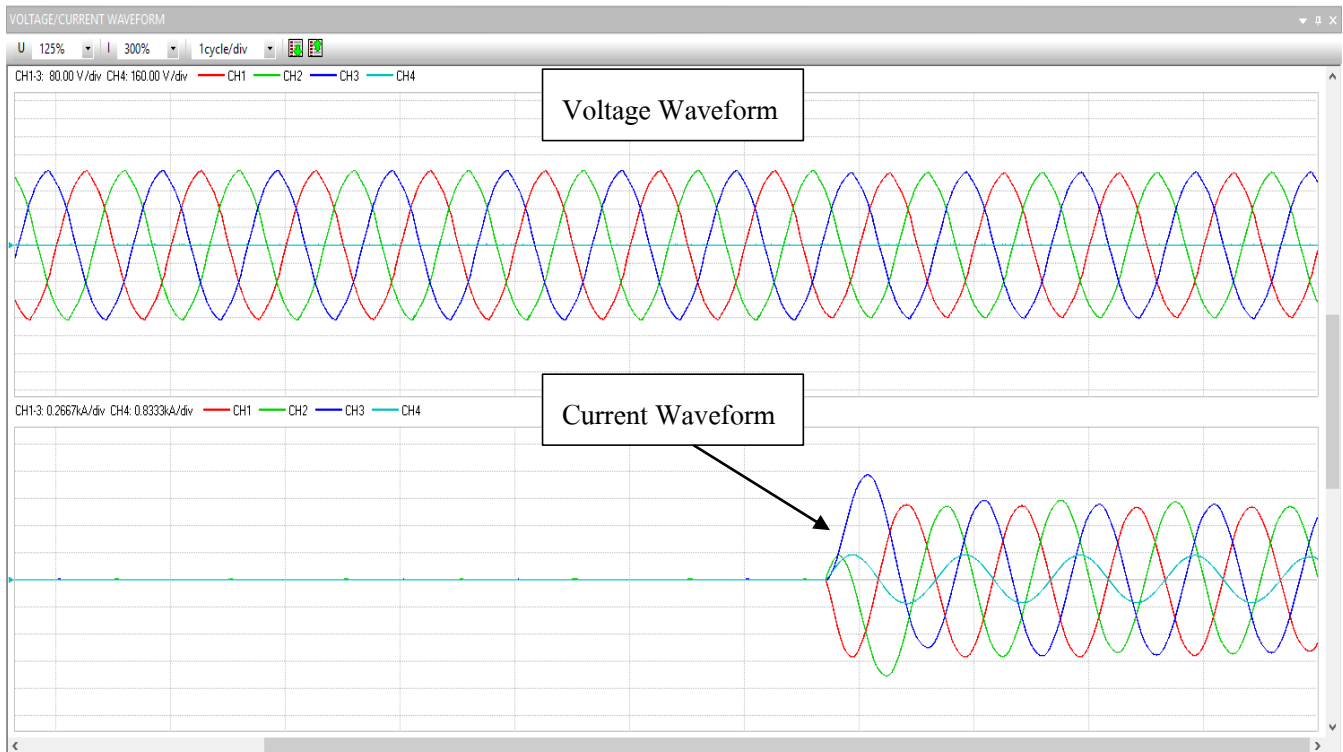 VOLTAGE/CURRENT WAVEFORM
U 125% I 300% 1cycle/div
CH1-3: 80.00 V/div CH4: 160.00 V/div CH1 CH2 CH3 CH4
Voltage Waveform
CH1-3: 0.2667kA/div CH4: 0.8333kA/div CH1 CH2 CH3 CH4
Current Waveform